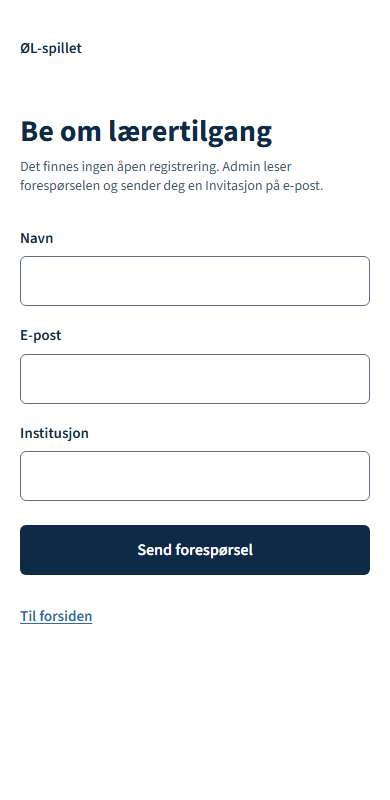 ØL-spillet
Be om lærertilgang
Det finnes ingen åpen registrering. Admin leser
forespørselen og sender deg en Invitasjon på e-post.
Navn
E-post
Institusjon
Send forespørsel
Til forsiden